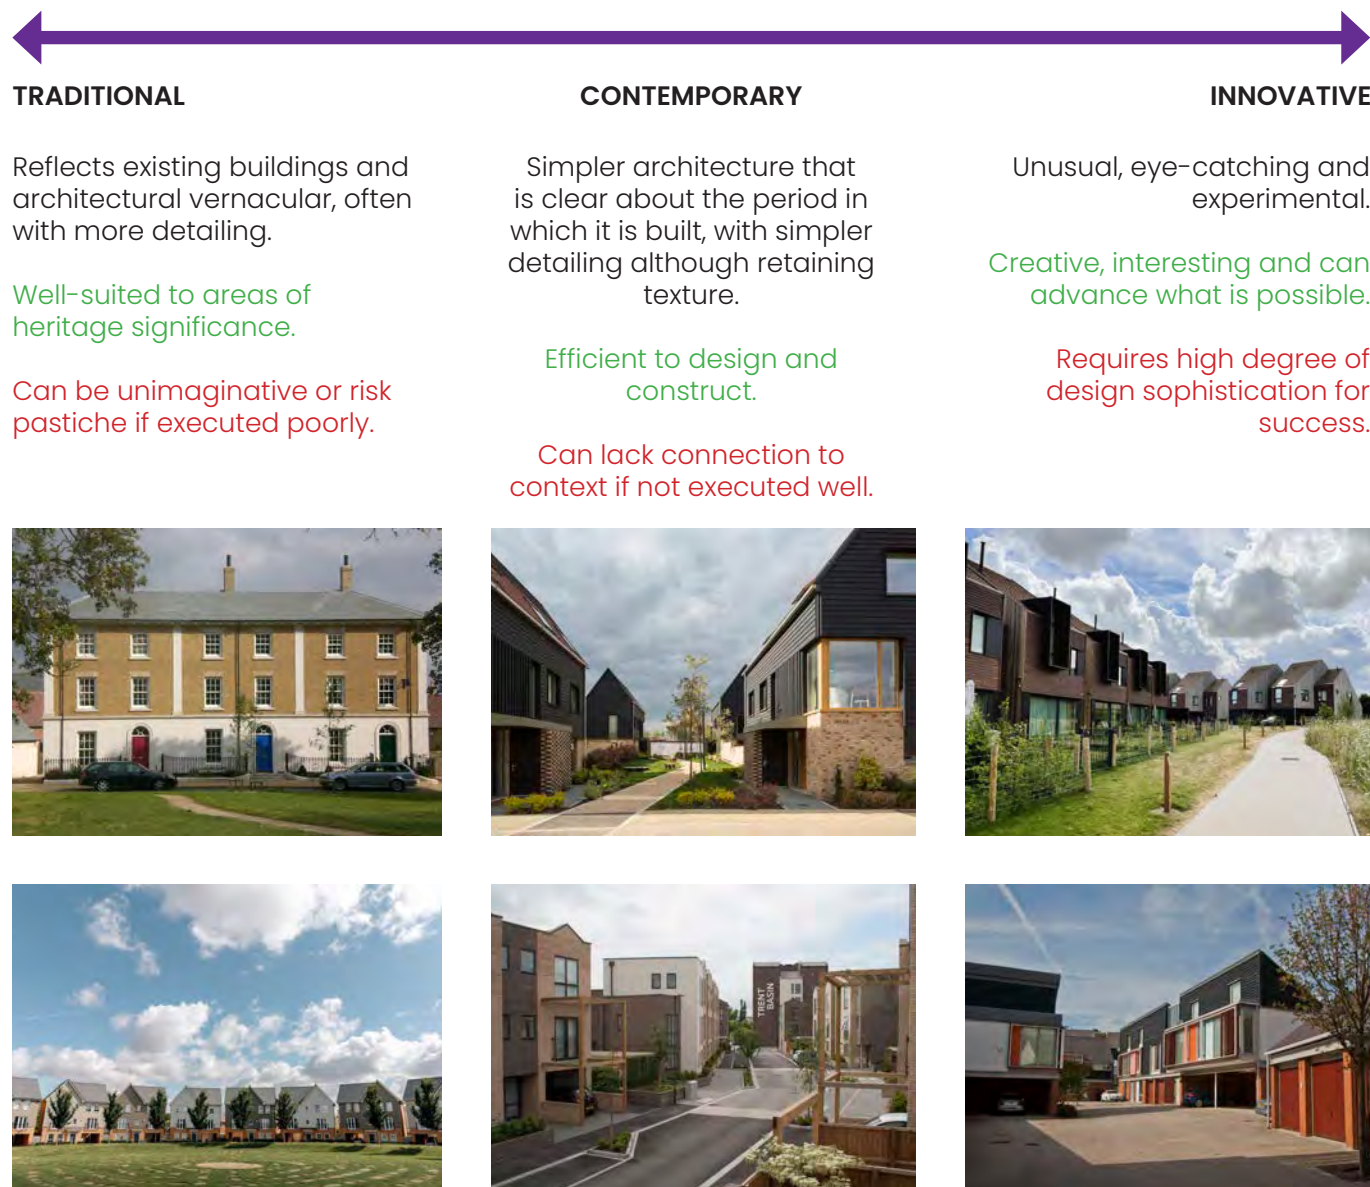 TRADITIONAL
Reflects existing buildings and
architectural vernacular, often
with more detailing.
Well-suited to areas of
heritage significance.
Can be unimaginative or risk
pastiche if executed poorly.
CONTEMPORARY
Simpler architecture that
is clear about the period in
which it is built, with simpler
detailing although retaining
texture.
Efficient to design and
construct.
Can lack connection to
context if not executed well.
INNOVATIVE
Unusual, eye-catching and
experimental.
Creative, interesting and can
advance what is possible.
Requires high degree of
design sophistication for
success.
TRENT
BASIN